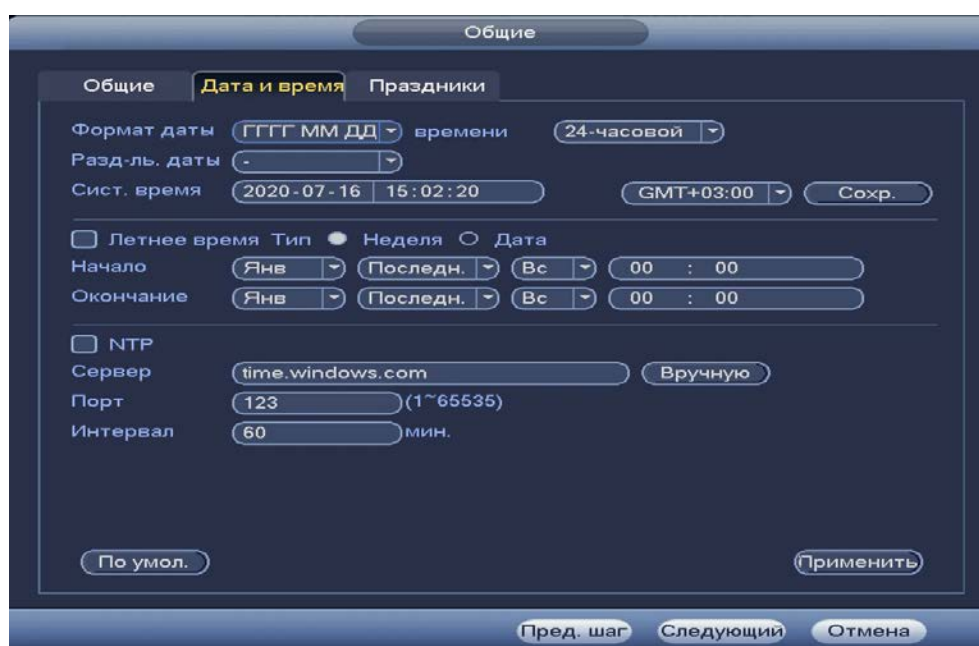 Общие
Общие Дата и время Праздники
Формат даты ГГГГ ММ ДД времени 24-часовой
Разд-ль. даты -
Сист. время 2020-07-16 15:02:20 GMT+03:00 Сохр.
Летнее время Тип Неделя Дата
Начало Янв Последн. Вс 00 : 00
Окончание Янв Последн. Вс 00 : 00
NTP
Сервер time.windows.com Вручную
Порт 123 (1~65535)
Интервал 60 мин.
По умол. Применить
Пред. шаг Следующий Отмена